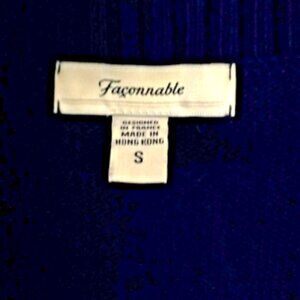 Façonnable
DESIGNED
IN FRANCE
MADE IN
HONG KONG
S